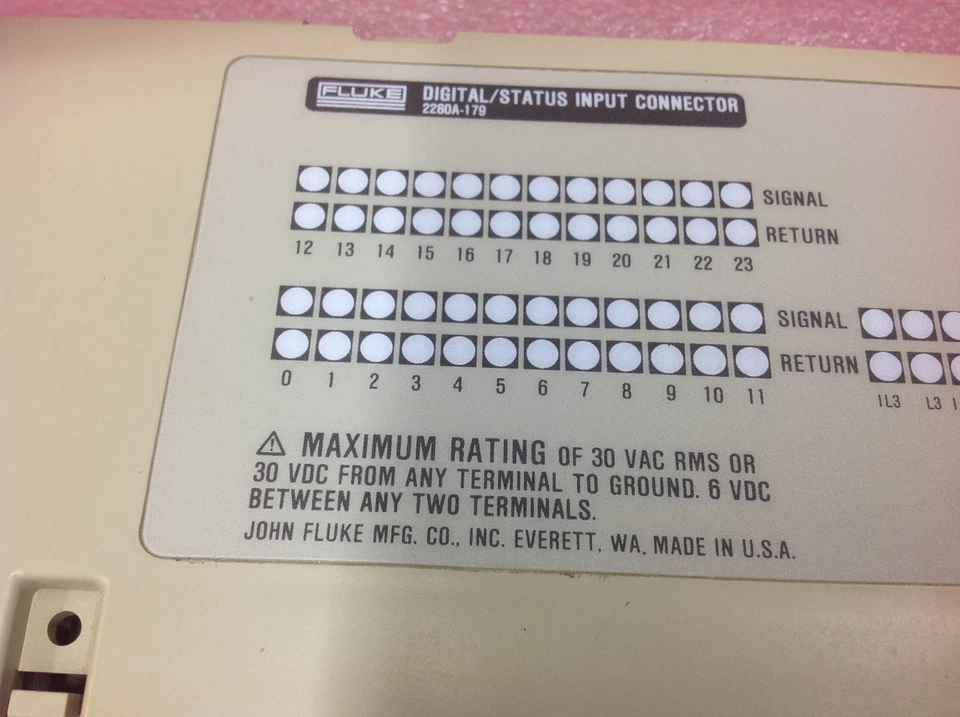 FLUKE DIGITAL/STATUS INPUT CONNECTOR
2280A-179
SIGNAL
RETURN
12 13 14 15 16 17 18 19 20 21 22 23
SIGNAL
RETURN
0 1 2 3 4 5 6 7 8 9 10 11
IL3 L3
⚠ MAXIMUM RATING OF 30 VAC RMS OR
30 VDC FROM ANY TERMINAL TO GROUND. 6 VDC
BETWEEN ANY TWO TERMINALS.
JOHN FLUKE MFG. CO., INC. EVERETT, WA. MADE IN U.S.A.